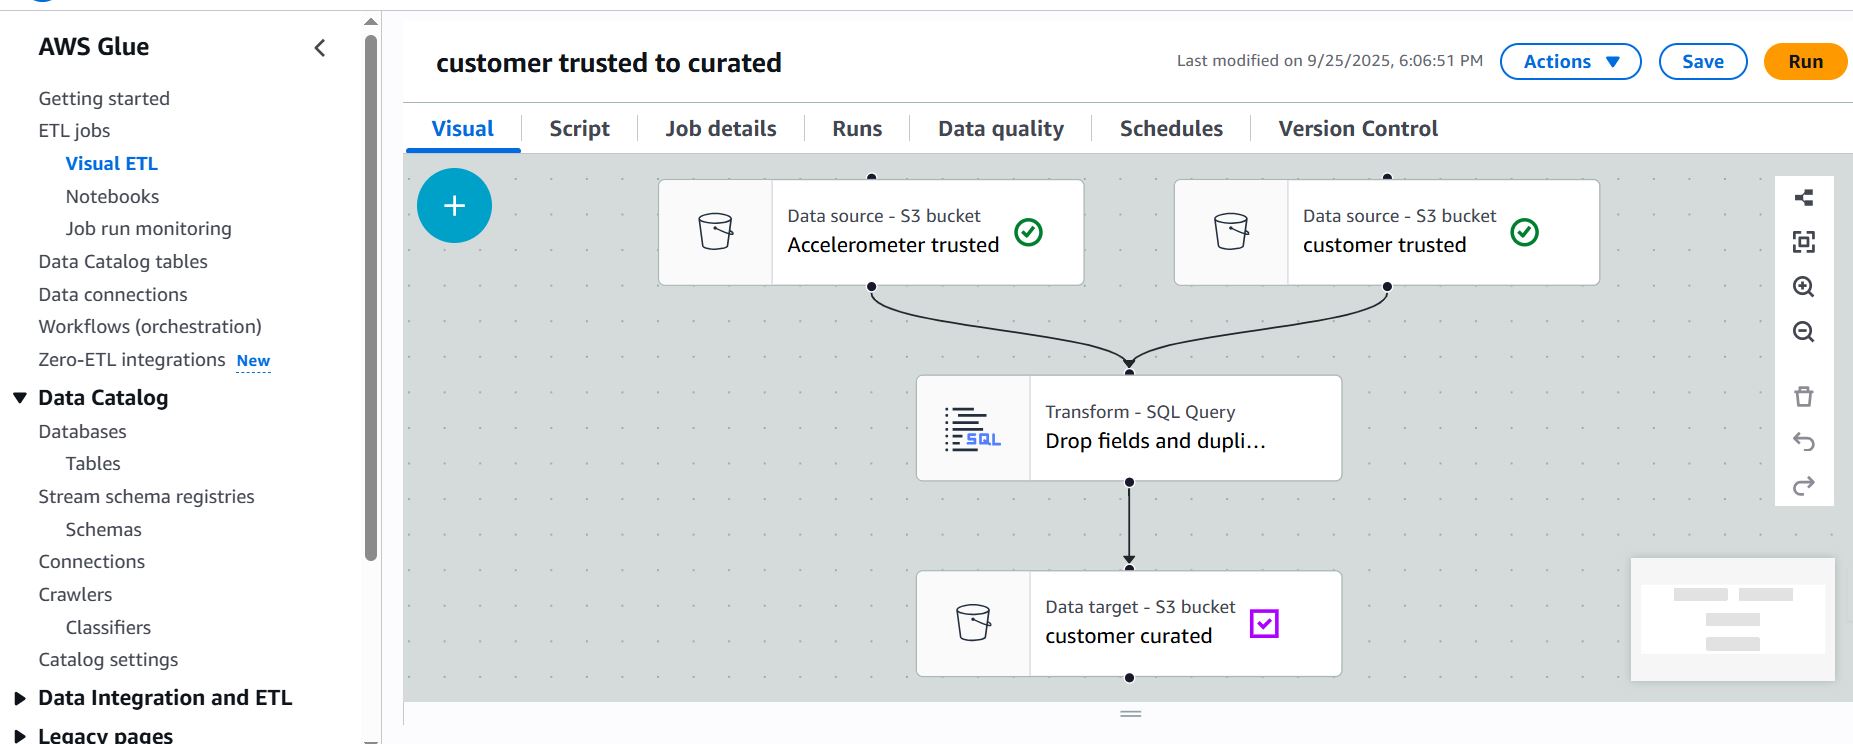 AWS Glue
Getting started
ETL jobs
Visual ETL
Notebooks
Job run monitoring
Data Catalog tables
Data connections
Workflows (orchestration)
Zero-ETL integrations New
Data Catalog
Databases
Tables
Stream schema registries
Schemas
Connections
Crawlers
Classifiers
Catalog settings
Data Integration and ETL
Legacy pages
customer trusted to curated
Last modified on 9/25/2025, 6:06:51 PM
Actions
Save
Run
Visual
Script
Job details
Runs
Data quality
Schedules
Version Control
Data source - S3 bucket
Accelerometer trusted
Data source - S3 bucket
customer trusted
SQL
Transform - SQL Query
Drop fields and dupli...
Data target - S3 bucket
customer curated